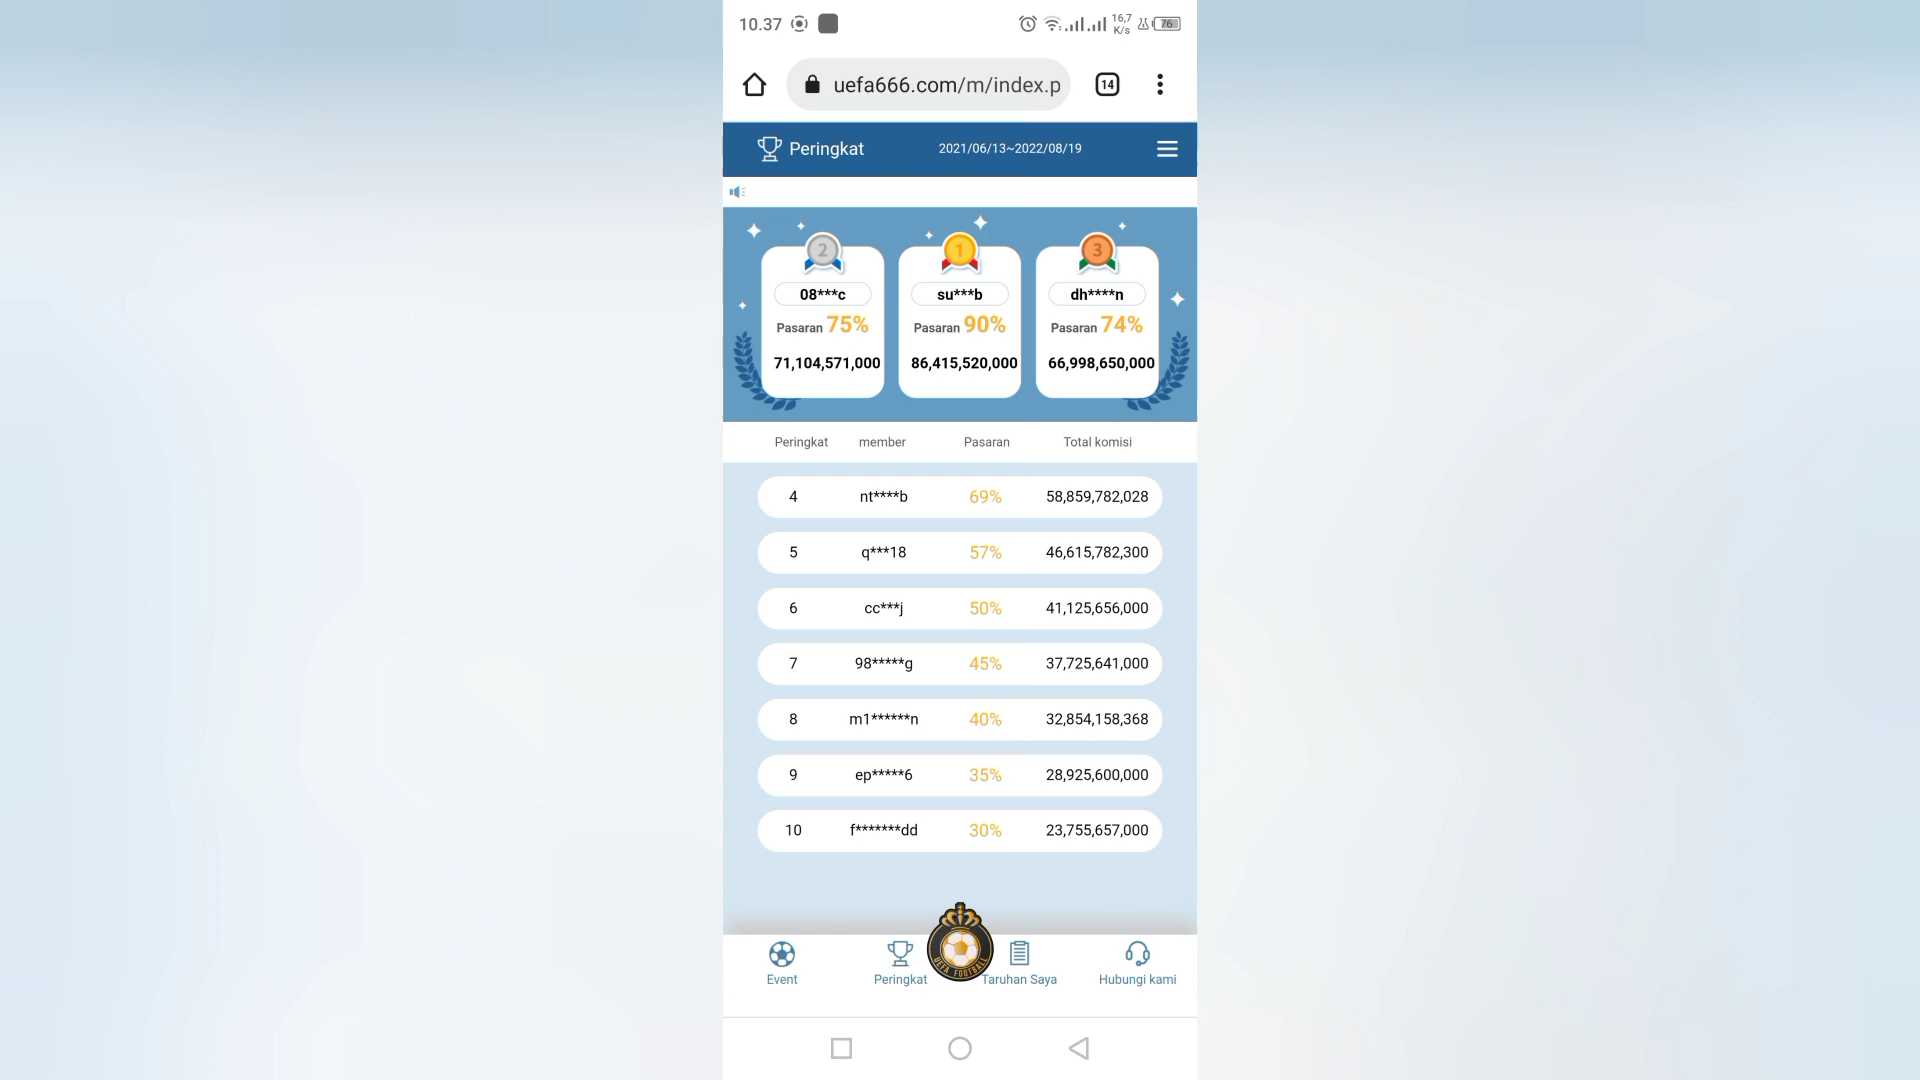 10.37
16,7
K/s
76
uefa666.com/m/index.p
14
Peringkat
2021/06/13~2022/08/19
2
1
3
08***c
su***b
dh****n
Pasaran 75%
Pasaran 90%
Pasaran 74%
71,104,571,000
86,415,520,000
66,998,650,000
Peringkat member Pasaran Total komisi
4 nt****b 69% 58,859,782,028
5 q***18 57% 46,615,782,300
6 cc***j 50% 41,125,656,000
7 98*****g 45% 37,725,641,000
8 m1******n 40% 32,854,158,368
9 ep*****6 35% 28,925,600,000
10 f*******dd 30% 23,755,657,000
UEFA FOOTBALL
Event
Peringkat
Taruhan Saya
Hubungi kami